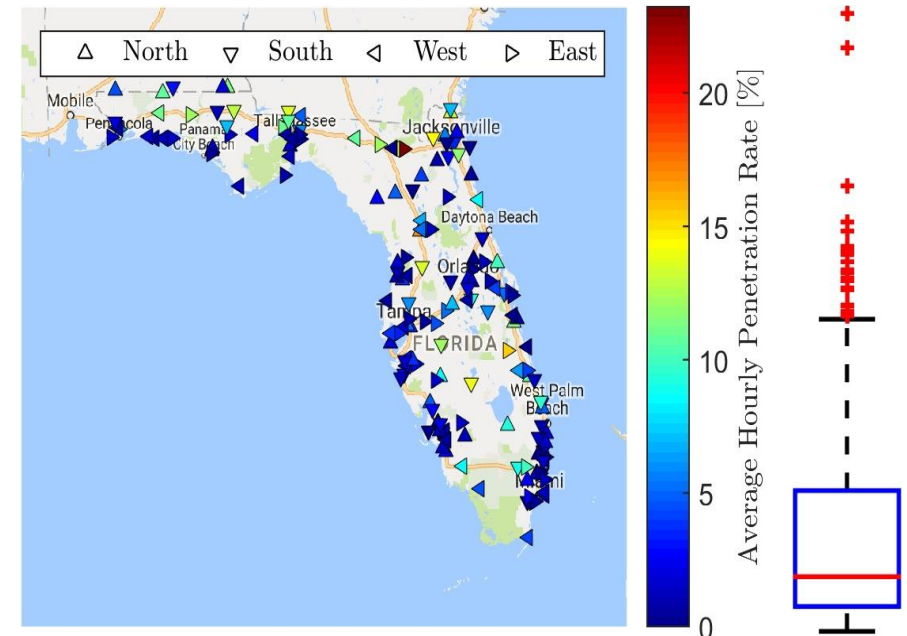 North South West East
Mobile
Pensacola
Panama
City Beach
Tallahassee
Jacksonville
Daytona Beach
Orlando
Tampa
FLORIDA
West Palm
Beach
Miami
20
15
10
5
0
Average Hourly Penetration Rate [%]